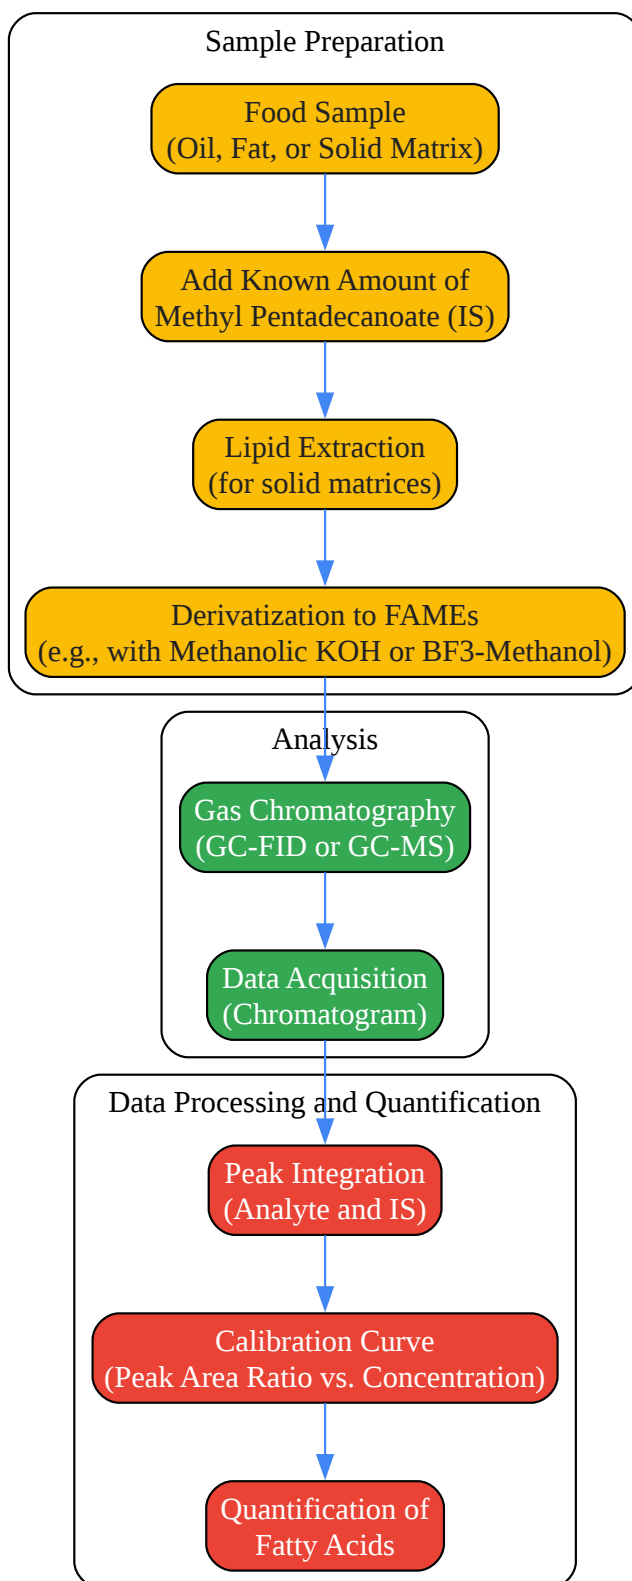 Sample Preparation
Food Sample
(Oil, Fat, or Solid Matrix)
Add Known Amount of
Methyl Pentadecanoate (IS)
Lipid Extraction
(for solid matrices)
Derivatization to FAMEs
(e.g., with Methanolic KOH or BF3-Methanol)
Analysis
Gas Chromatography
(GC-FID or GC-MS)
Data Acquisition
(Chromatogram)
Data Processing and Quantification
Peak Integration
(Analyte and IS)
Calibration Curve
(Peak Area Ratio vs. Concentration)
Quantification of
Fatty Acids